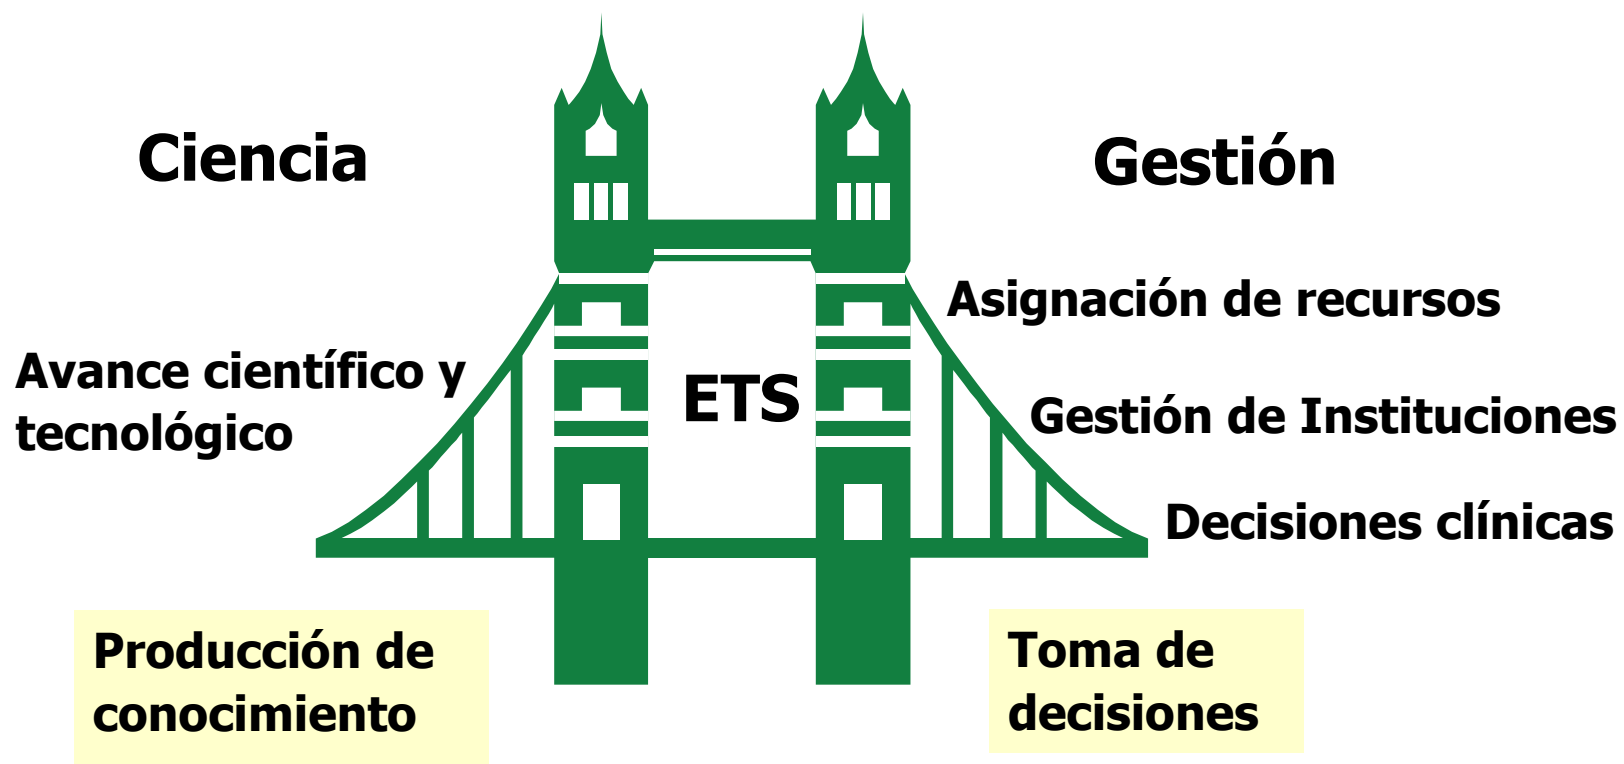 Ciencia
Gestión
Asignación de recursos
Avance científico y
tecnológico
ETS
Gestión de Instituciones
Decisiones clínicas
Producción de
conocimiento
Toma de
decisiones